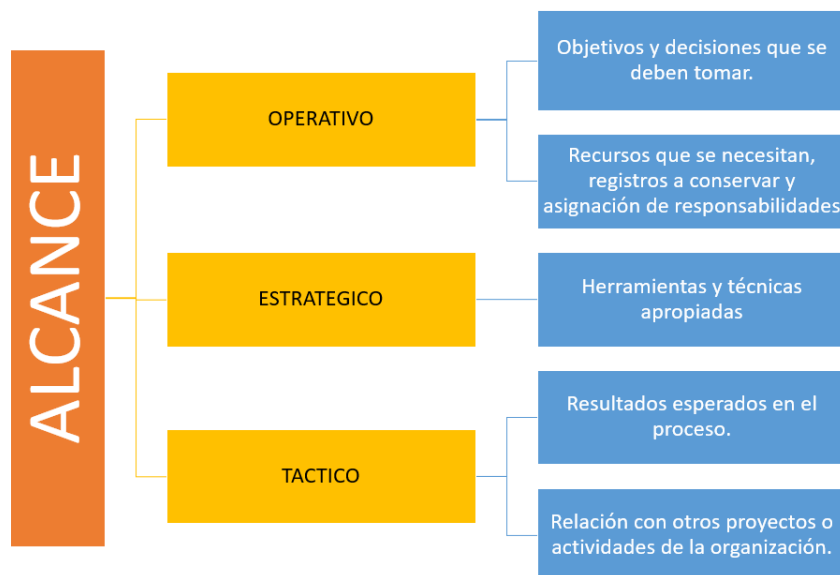 ALCANCE
OPERATIVO
Objetivos y decisiones que se
deben tomar.
Recursos que se necesitan,
registros a conservar y
asignación de responsabilidades
ESTRATEGICO
Herramientas y técnicas
apropiadas
TACTICO
Resultados esperados en el
proceso.
Relación con otros proyectos o
actividades de la organización.